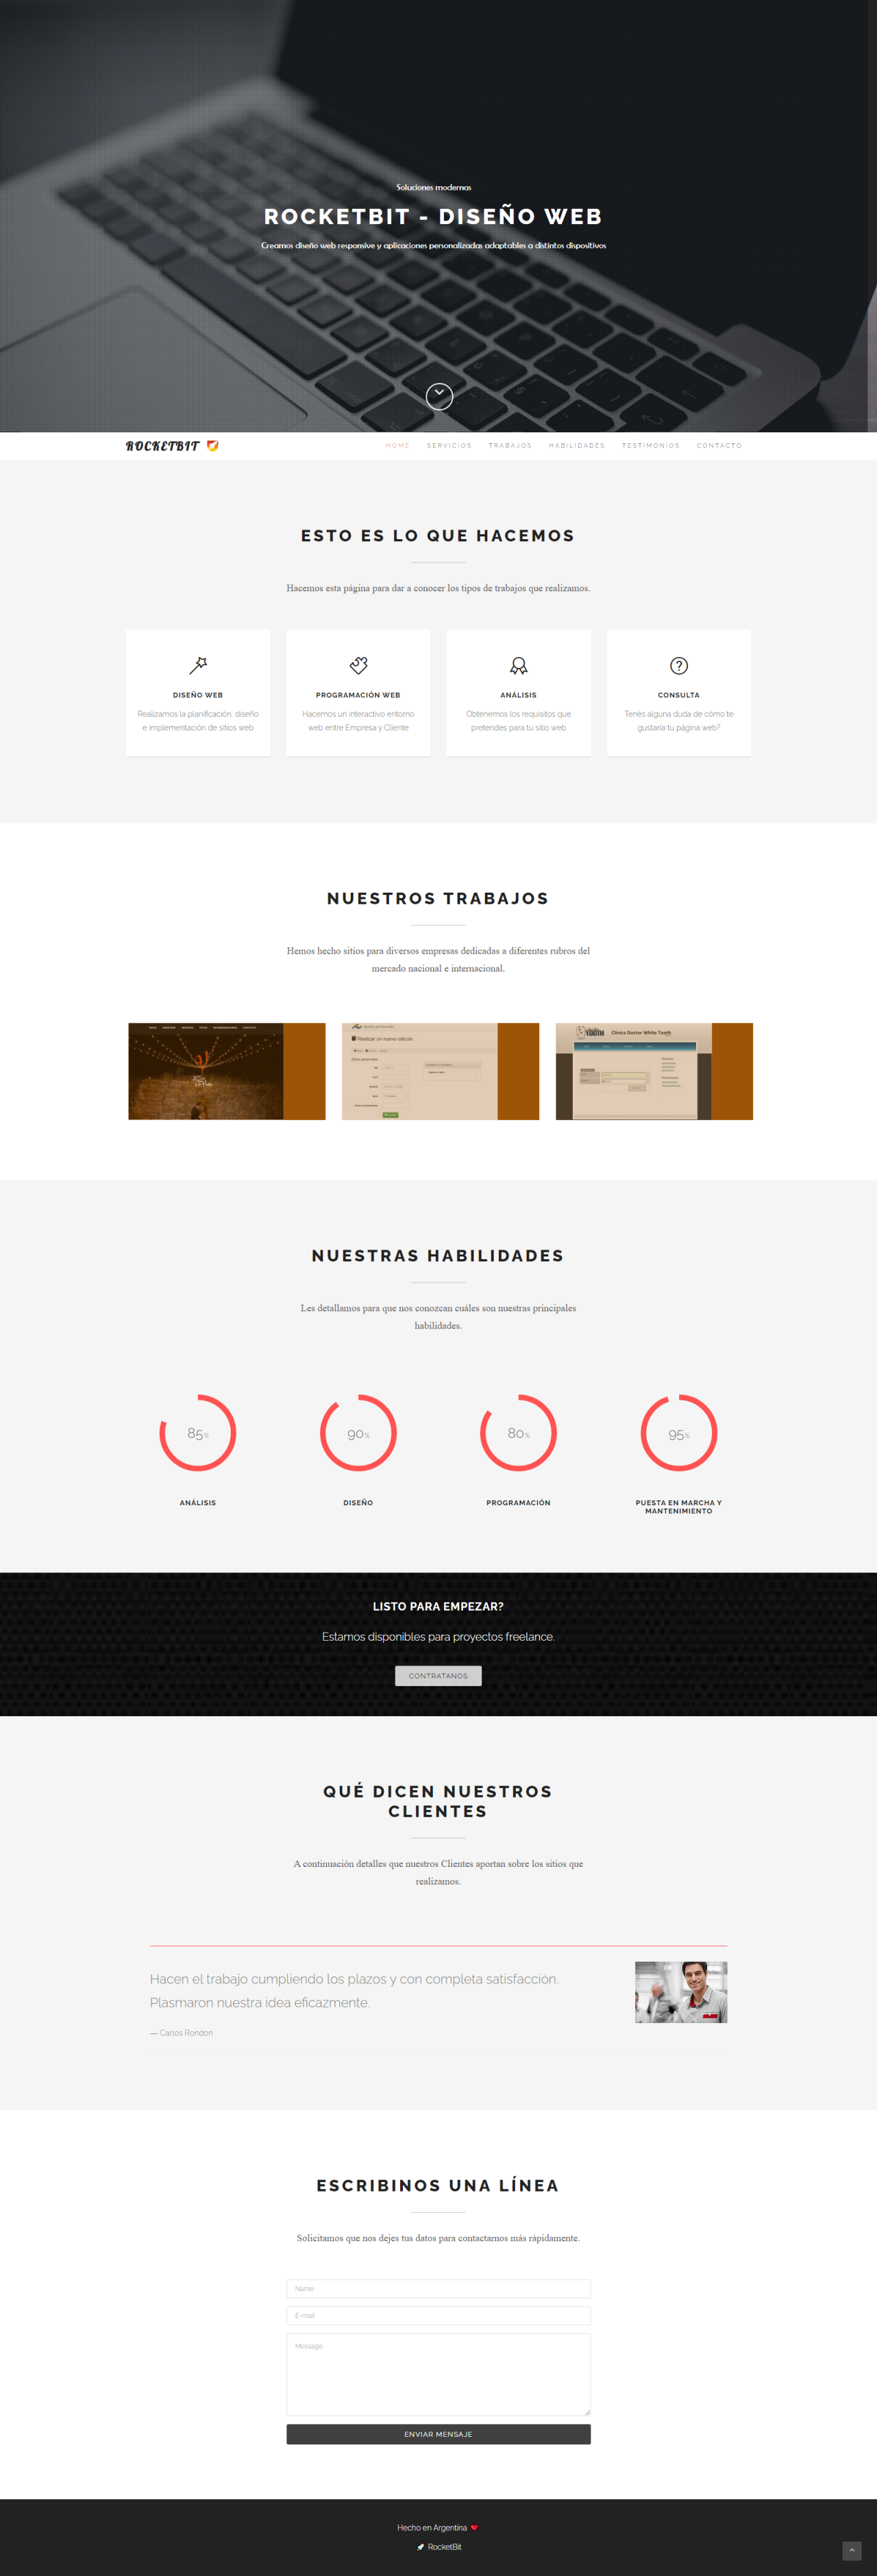 Soluciones modernas
ROCKETBIT - DISEÑO WEB
Creamos diseño web responsive y aplicaciones personalizadas adaptables a distintos dispositivos
ROCKETBIT
HOME SERVICIOS TRABAJOS HABILIDADES TESTIMONIOS CONTACTO
ESTO ES LO QUE HACEMOS
Hacemos esta página para dar a conocer los tipos de trabajos que realizamos.
DISEÑO WEB
Realizamos la planificación, diseño
e implementación de sitios web
PROGRAMACIÓN WEB
Hacemos un interactivo entorno
web entre Empresa y Cliente
ANÁLISIS
Obtenemos los requisitos que
pretendes para tu sitio web
CONSULTA
Tenés alguna duda de cómo te
gustaría tu página web?
NUESTROS TRABAJOS
Hemos hecho sitios para diversos empresas dedicadas a diferentes rubros del
mercado nacional e internacional.
Realizar un nuevo cálculo
TOOTH
Clínica Doctor White Tooth
NUESTRAS HABILIDADES
Les detallamos para que nos conozcan cuáles son nuestras principales
habilidades.
85%
ANÁLISIS
90%
DISEÑO
80%
PROGRAMACIÓN
95%
PUESTA EN MARCHA Y
MANTENIMIENTO
LISTO PARA EMPEZAR?
Estamos disponibles para proyectos freelance.
CONTRATANOS
QUÉ DICEN NUESTROS
CLIENTES
A continuación detalles que nuestros Clientes aportan sobre los sitios que
realizamos.
Hacen el trabajo cumpliendo los plazos y con completa satisfacción.
Plasmaron nuestra idea eficazmente.
— Carlos Rondon
ESCRIBINOS UNA LÍNEA
Solicitamos que nos dejes tus datos para contactarnos más rápidamente.
Name
E-mail
Message
ENVIAR MENSAJE
Hecho en Argentina
RocketBit